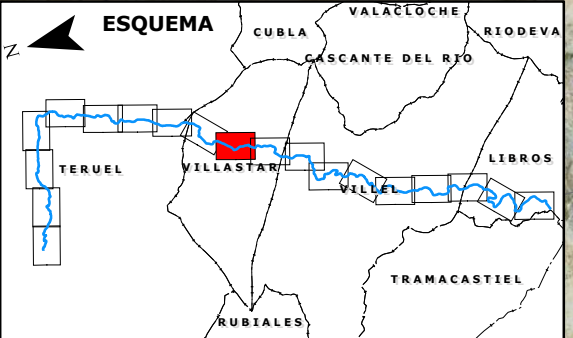 ESQUEMA
N
VALACLOCHE
CUBLA
RIODEVA
CASCANTE DEL RIO
LIBROS
TERUEL
VILLASTAR
VILLEL
TRAMACASTIEL
RUBIALES